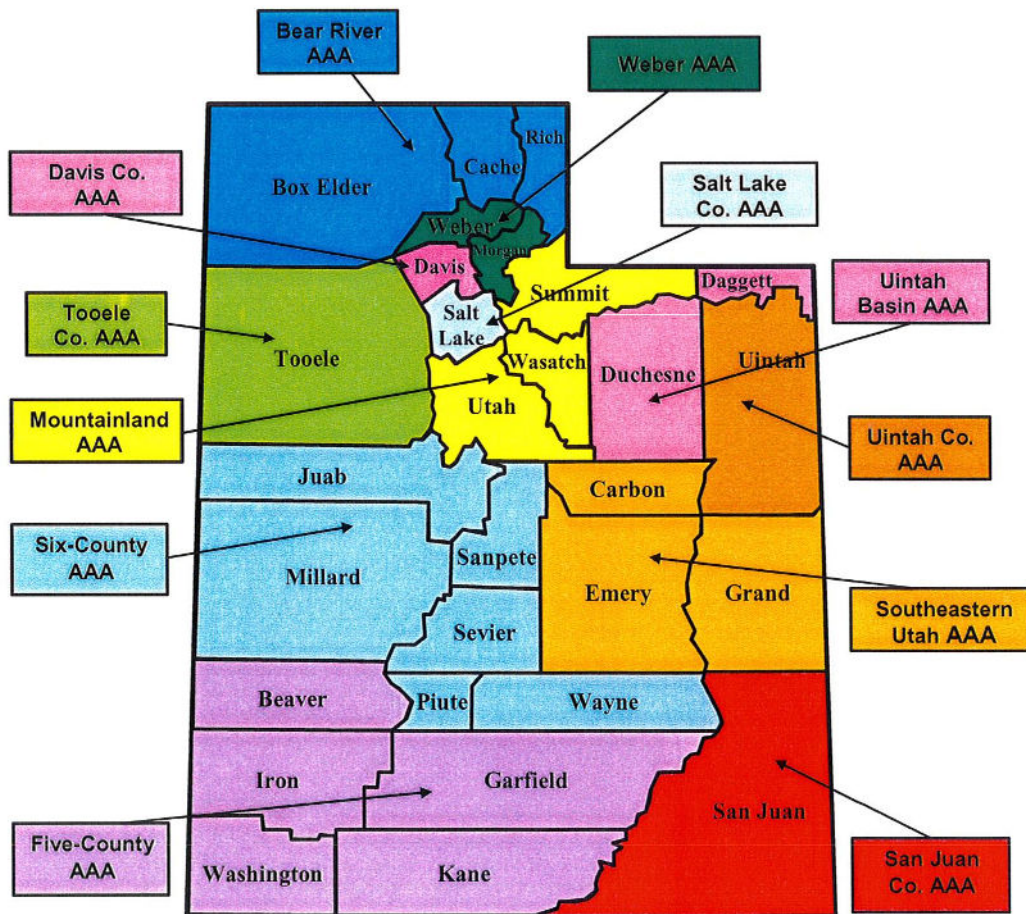 Bear River
AAA
Weber AAA
Davis Co.
AAA
Salt Lake
Co. AAA
Rich
Cache
Box Elder
Weber
Morgan
Davis
Tooele
Co. AAA
Uintah
Basin AAA
Daggett
Summit
Salt
Lake
Tooele
Wasatch
Duchesne
Uintah
Utah
Mountainland
AAA
Uintah Co.
AAA
Juab
Carbon
Six-County
AAA
Millard
Sanpete
Emery
Grand
Southeastern
Utah AAA
Sevier
Beaver
Piute
Wayne
Iron
Garfield
San Juan
Five-County
AAA
Washington
Kane
San Juan
Co. AAA